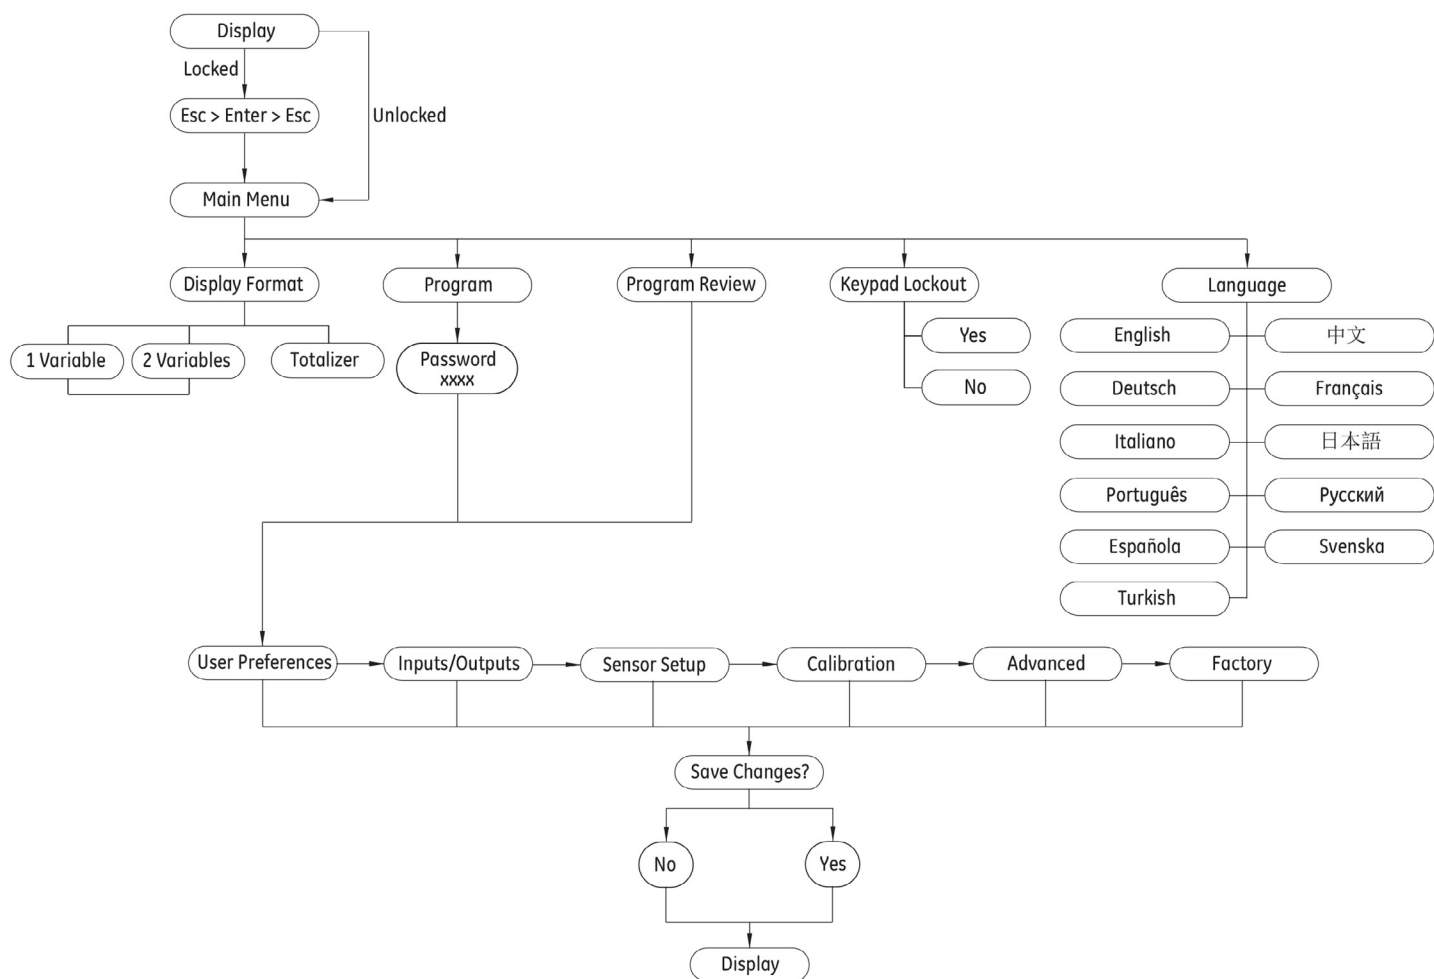 Display
Locked
Esc > Enter > Esc
Unlocked
Main Menu
Display Format
Program
Program Review
Keypad Lockout
Language
1 Variable
2 Variables
Totalizer
Password
xxxx
Yes
No
English
中文
Deutsch
Français
Italiano
日本語
Português
Русский
Española
Svenska
Turkish
User Preferences
Inputs/Outputs
Sensor Setup
Calibration
Advanced
Factory
Save Changes?
No
Yes
Display